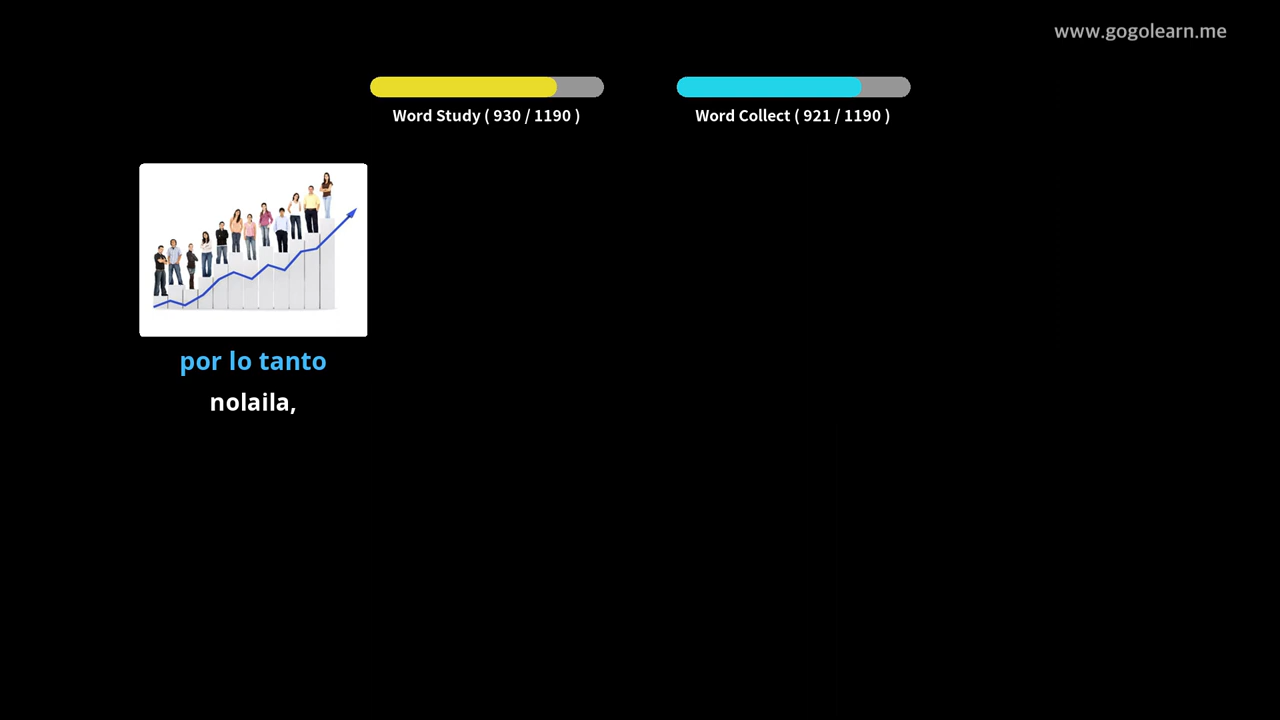 www.gogolearn.me
Word Study ( 930 / 1190 )
Word Collect ( 921 / 1190 )
por lo tanto
nolaila,